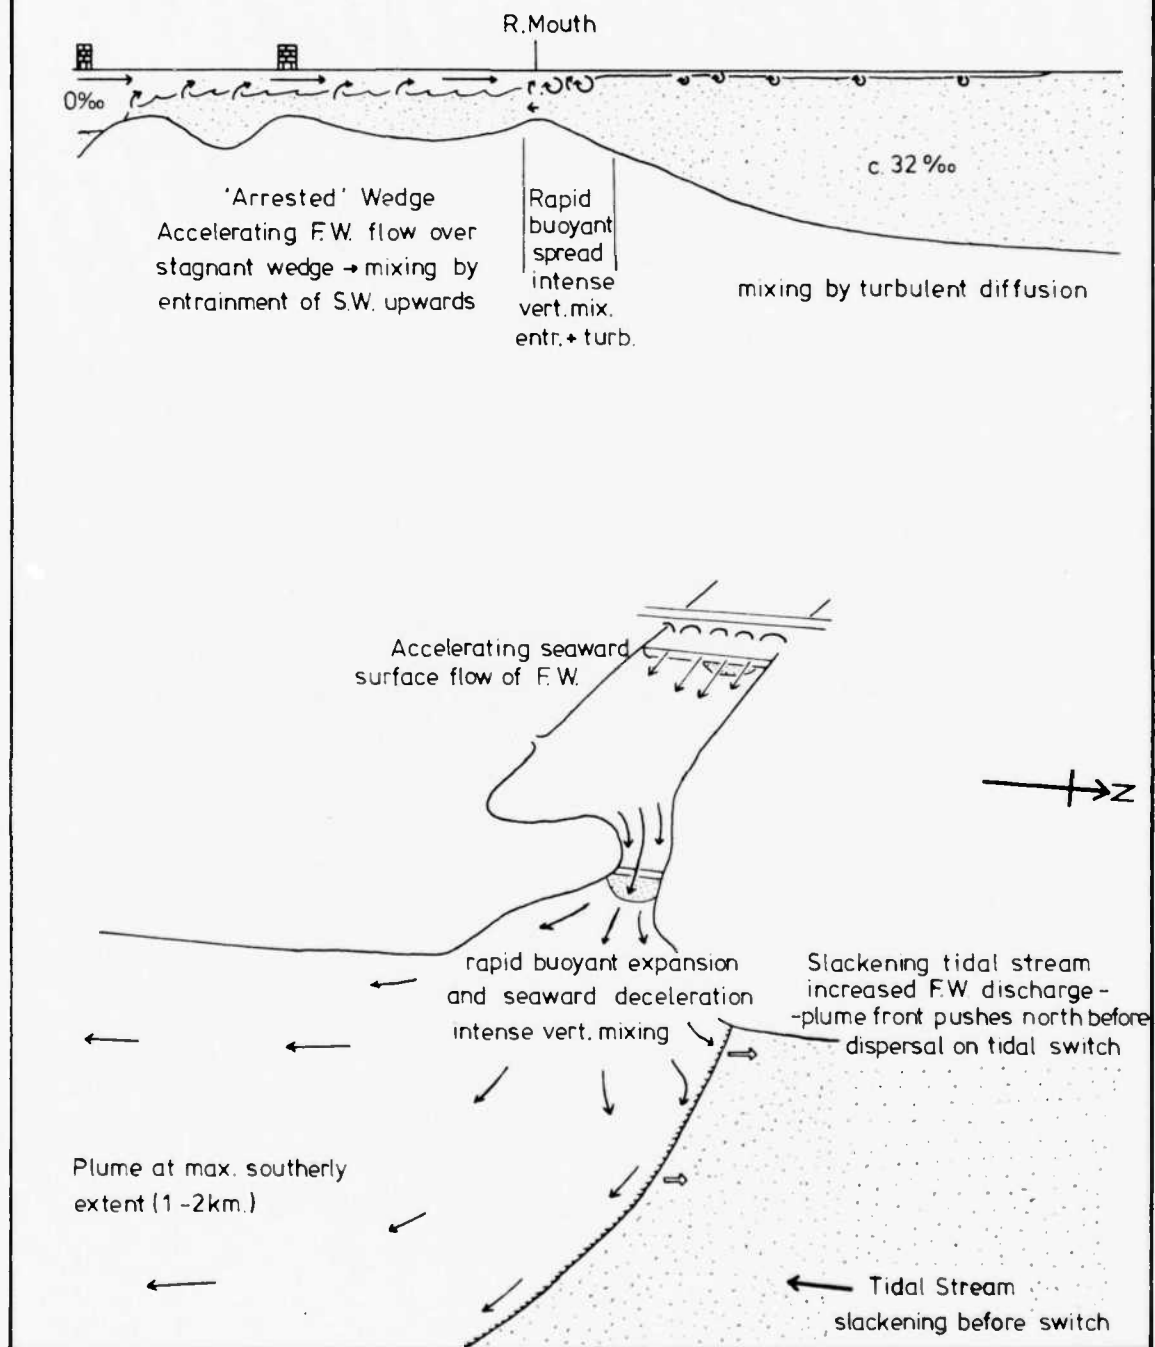 R.Mouth
0‰
c. 32‰
'Arrested' Wedge
Accelerating F.W. flow over
stagnant wedge → mixing by
entrainment of S.W. upwards
Rapid
buoyant
spread
intense
vert. mix.
entr. + turb.
mixing by turbulent diffusion
Accelerating seaward
surface flow of F.W.
N
rapid buoyant expansion
and seaward deceleration
intense vert. mixing
Slackening tidal stream
increased F.W. discharge -
-plume front pushes north before
dispersal on tidal switch
Plume at max. southerly
extent (1-2km.)
Tidal Stream
slackening before switch